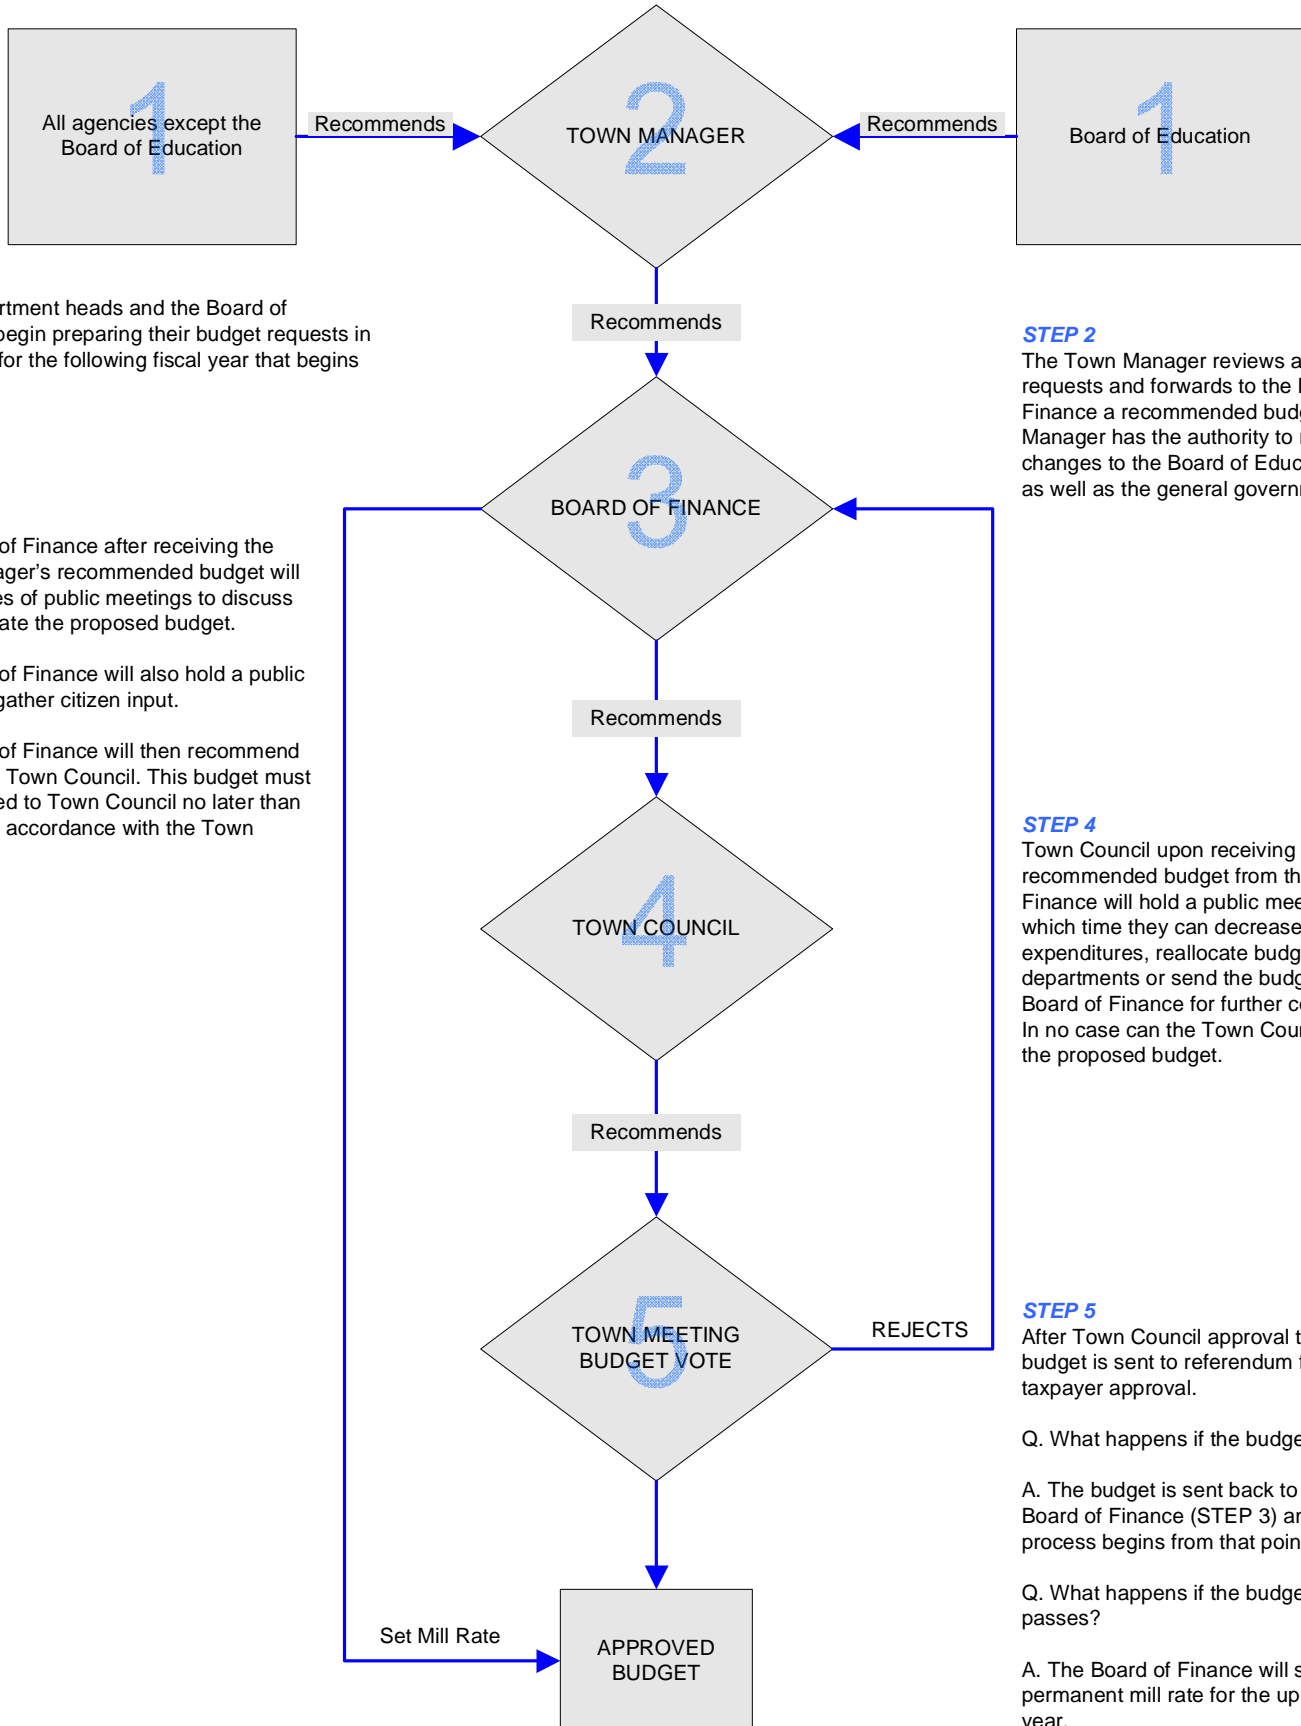 1
All agencies except the
Board of Education
Recommends
2
TOWN MANAGER
Recommends
1
Board of Education
Recommends
rtment heads and the Board of
begin preparing their budget requests in
for the following fiscal year that begins
STEP 2
The Town Manager reviews a
requests and forwards to the
Finance a recommended budg
Manager has the authority to
changes to the Board of Educ
as well as the general governm
3
BOARD OF FINANCE
of Finance after receiving the
ager's recommended budget will
es of public meetings to discuss
ate the proposed budget.
of Finance will also hold a public
gather citizen input.
of Finance will then recommend
Town Council. This budget must
ed to Town Council no later than
accordance with the Town
Recommends
4
TOWN COUNCIL
STEP 4
Town Council upon receiving
recommended budget from th
Finance will hold a public mee
which time they can decrease
expenditures, reallocate budg
departments or send the budg
Board of Finance for further co
In no case can the Town Coun
the proposed budget.
Recommends
5
TOWN MEETING
BUDGET VOTE
REJECTS
STEP 5
After Town Council approval t
budget is sent to referendum f
taxpayer approval.
Q. What happens if the budge
A. The budget is sent back to
Board of Finance (STEP 3) an
process begins from that poin
Q. What happens if the budge
passes?
A. The Board of Finance will s
permanent mill rate for the up
year.
Set Mill Rate
APPROVED
BUDGET